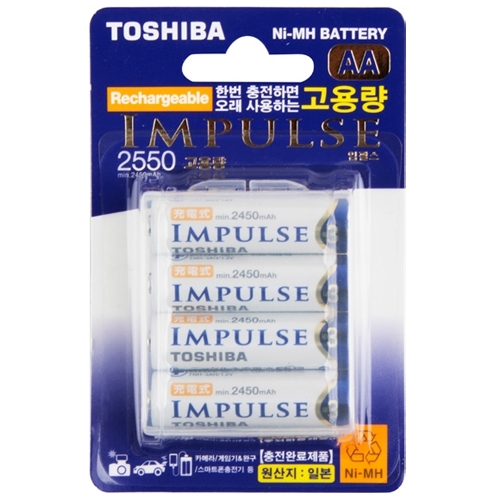 TOSHIBA
Ni-MH BATTERY
AA
Rechargeable
한번 충전하면
오래 사용하는
고용량
IMPULSE
임펄스
2550 고용량
min.2450mAh
充電式 min.2450mAh
IMPULSE
TOSHIBA
充電式 min.2450mAh
IMPULSE
充電式 min.2450mAh
IMPULSE
TOSHIBA
充電式 min.2450mAh
IMPULSE
카메라/게임기&완구
/스마트폰충전기 등
[충전완료제품]
원산지 : 일본
Ni-MH